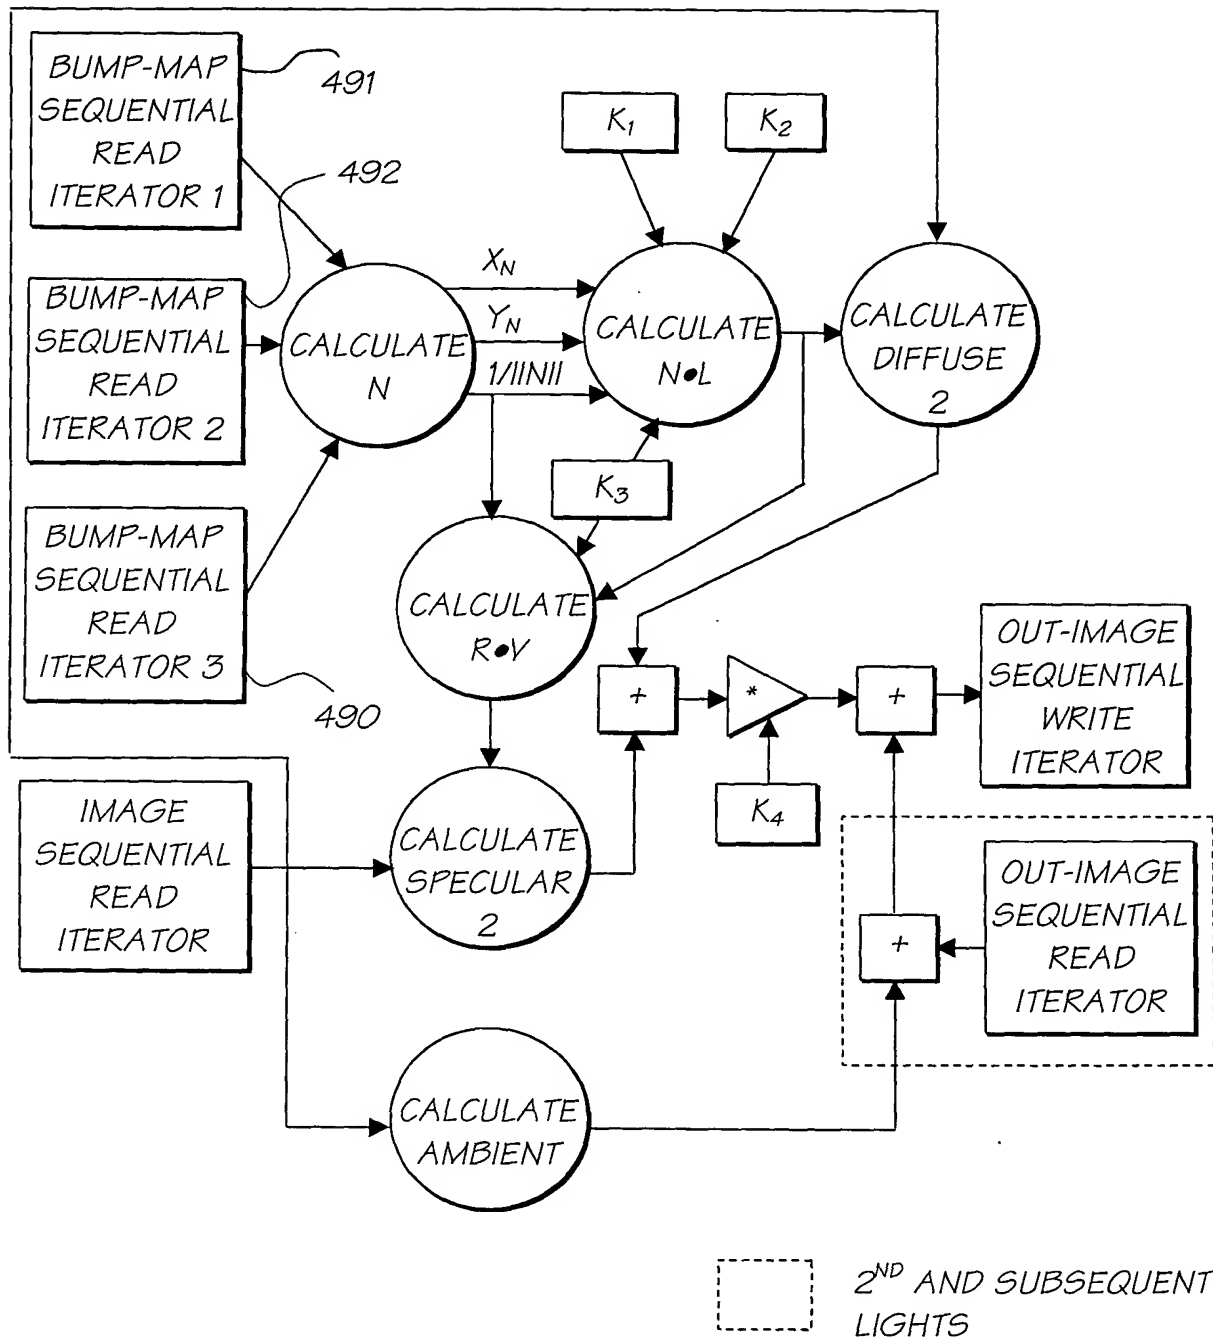 BUMP-MAP
SEQUENTIAL
READ
ITERATOR 1
491
492
K₁
K₂
BUMP-MAP
SEQUENTIAL
READ
ITERATOR 2
CALCULATE
N
X_N
Y_N
1/||N||
CALCULATE
N●L
CALCULATE
DIFFUSE
2
K₃
BUMP-MAP
SEQUENTIAL
READ
ITERATOR 3
490
CALCULATE
R●V
+
*
+
OUT-IMAGE
SEQUENTIAL
WRITE
ITERATOR
K₄
IMAGE
SEQUENTIAL
READ
ITERATOR
CALCULATE
SPECULAR
2
+
OUT-IMAGE
SEQUENTIAL
READ
ITERATOR
CALCULATE
AMBIENT
2ND AND SUBSEQUENT
LIGHTS